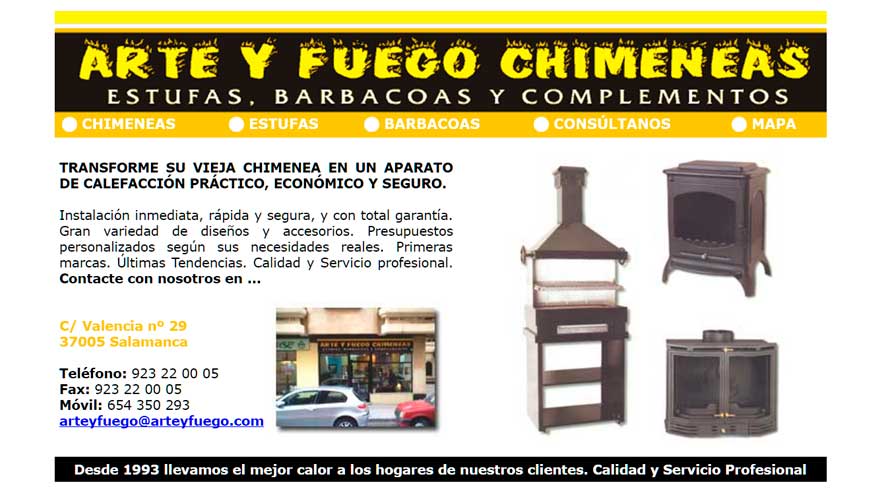 ARTE Y FUEGO CHIMENEAS
ESTUFAS, BARBACOAS Y COMPLEMENTOS
CHIMENEAS ESTUFAS BARBACOAS CONSÚLTANOS MAPA
TRANSFORME SU VIEJA CHIMENEA EN UN APARATO
DE CALEFACCIÓN PRÁCTICO, ECONÓMICO Y SEGURO.
Instalación inmediata, rápida y segura, y con total garantía.
Gran variedad de diseños y accesorios. Presupuestos
personalizados según sus necesidades reales. Primeras
marcas. Últimas Tendencias. Calidad y Servicio profesional.
Contacte con nosotros en ...
C/ Valencia nº 29
37005 Salamanca
Teléfono: 923 22 00 05
Fax: 923 22 00 05
Móvil: 654 350 293
arteyfuego@arteyfuego.com
ARTE Y FUEGO CHIMENEAS
Desde 1993 llevamos el mejor calor a los hogares de nuestros clientes. Calidad y Servicio Profesional